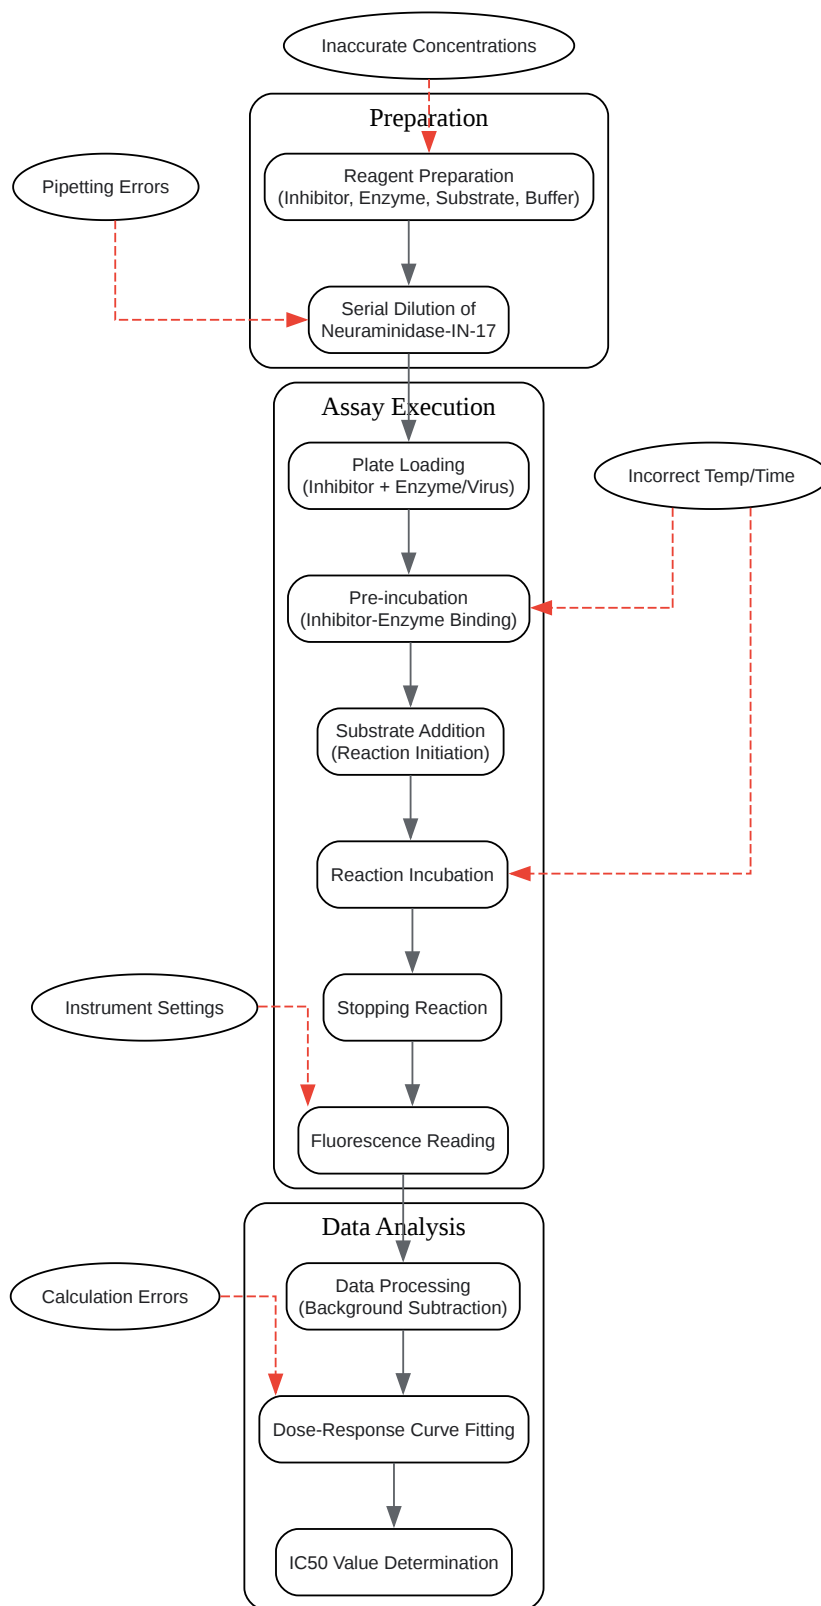 Inaccurate Concentrations
Preparation
Reagent Preparation
(Inhibitor, Enzyme, Substrate, Buffer)
Pipetting Errors
Serial Dilution of
Neuraminidase-IN-17
Assay Execution
Plate Loading
(Inhibitor + Enzyme/Virus)
Incorrect Temp/Time
Pre-incubation
(Inhibitor-Enzyme Binding)
Substrate Addition
(Reaction Initiation)
Reaction Incubation
Instrument Settings
Stopping Reaction
Fluorescence Reading
Data Analysis
Data Processing
(Background Subtraction)
Calculation Errors
Dose-Response Curve Fitting
IC50 Value Determination